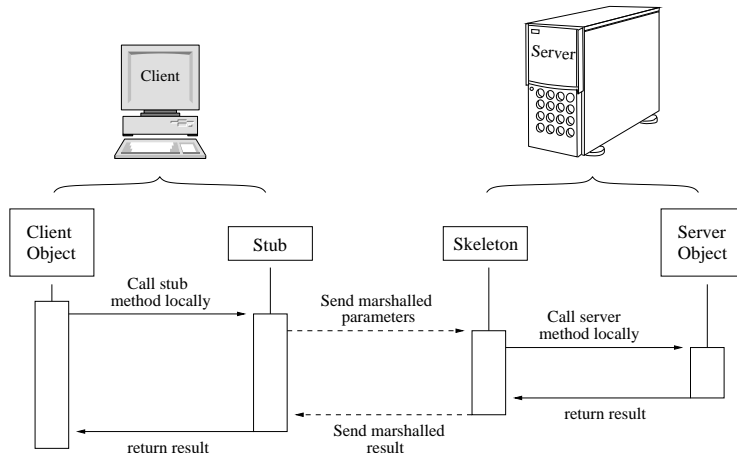 Client
Server
Client
Object
Stub
Skeleton
Server
Object
Call stub
method locally
Send marshalled
parameters
Call server
method locally
return result
Send marshalled
result
return result